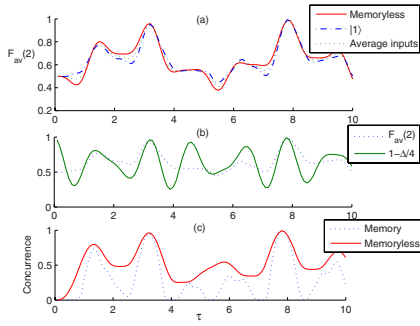 (a)
1
0.8
0.6
0.4
0.2
F_av(2)
0 2 4 6 8 10
Memoryless
|1⟩
Average inputs
(b)
1
0.5
0
0 2 4 6 8 10
F_av(2)
1−Δ/4
(c)
1
0.5
0
Concurrence
0 2 4 6 8 10
τ
Memory
Memoryless